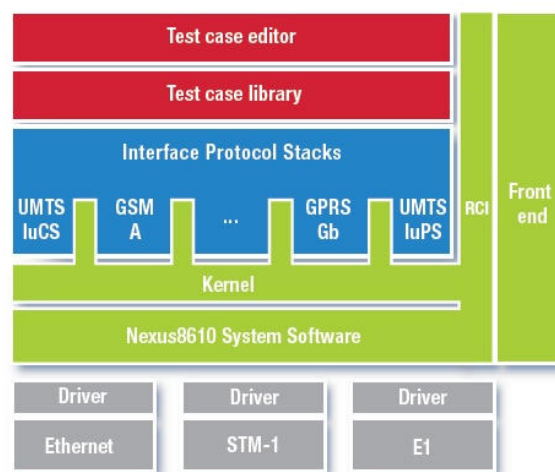 Test case editor
Test case library
Interface Protocol Stacks
UMTS
IuCS
GSM
A
...
GPRS
Gb
UMTS
IuPS
RCI
Front
end
Kernel
Nexus8610 System Software
Driver
Driver
Driver
Ethernet
STM-1
E1